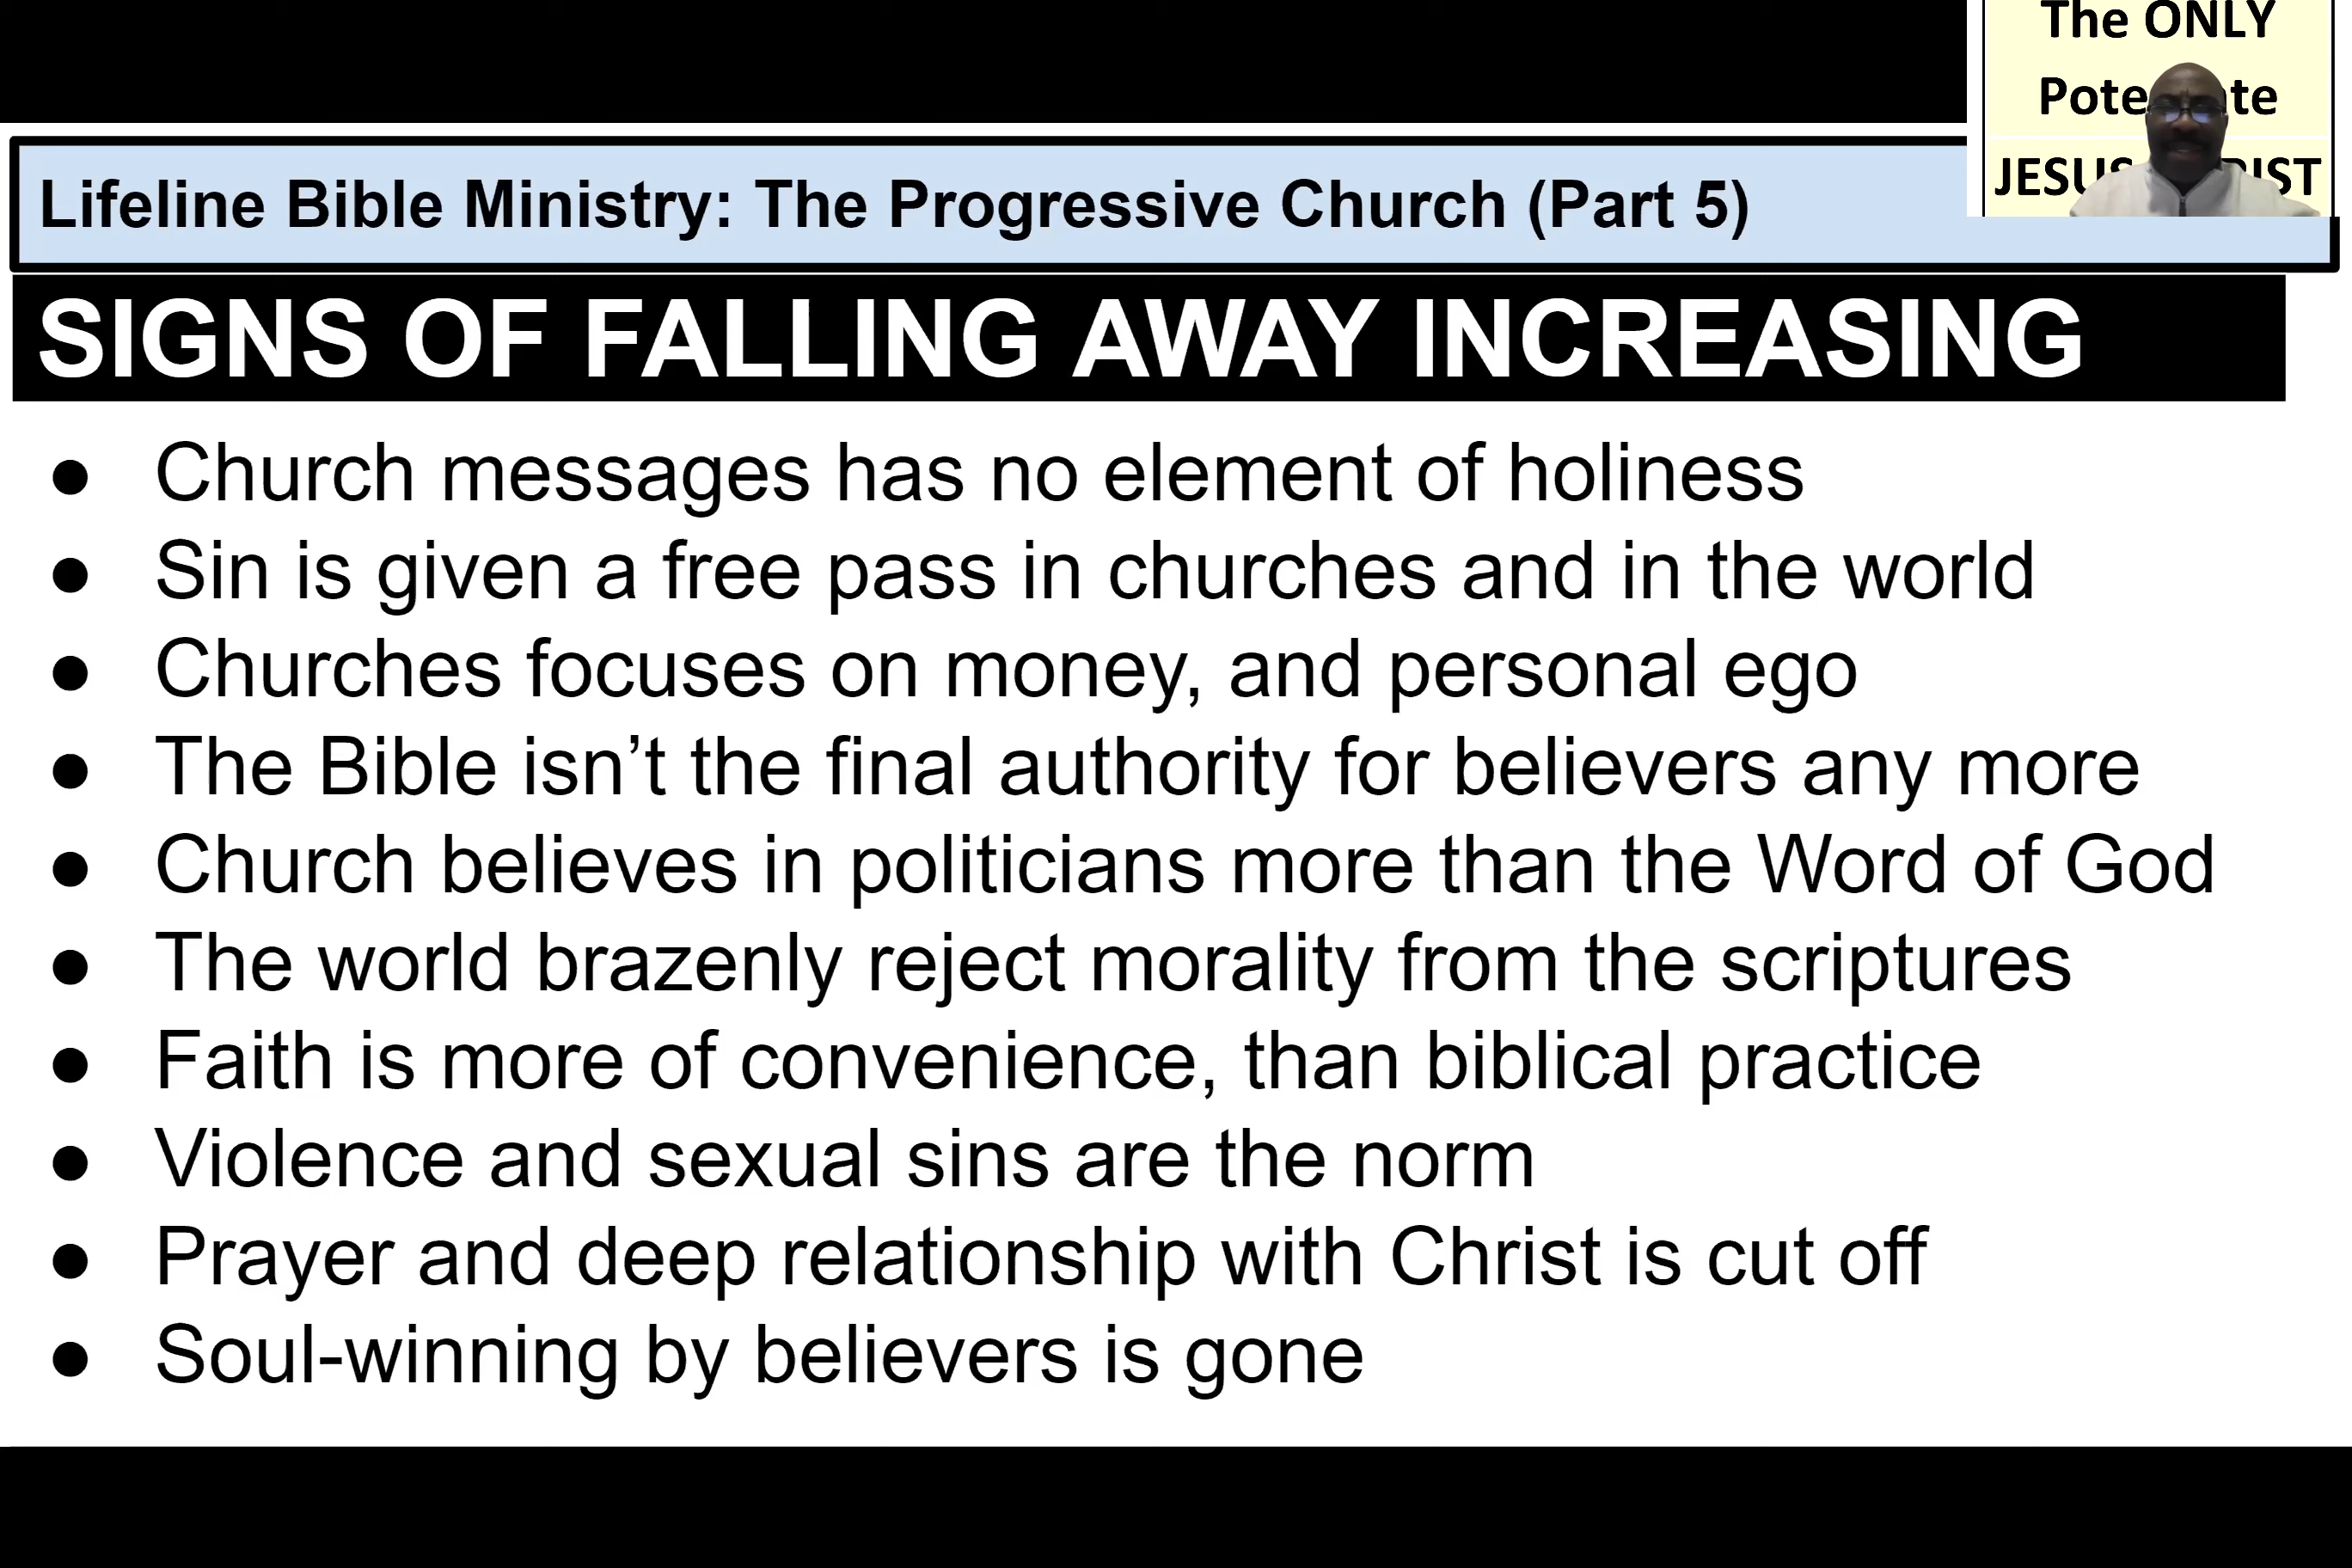 The ONLY
JESUS
Lifeline Bible Ministry: The Progressive Church (Part 5)
SIGNS OF FALLING AWAY INCREASING
● Church messages has no element of holiness
● Sin is given a free pass in churches and in the world
● Churches focuses on money, and personal ego
● The Bible isn’t the final authority for believers any more
● Church believes in politicians more than the Word of God
● The world brazenly reject morality from the scriptures
● Faith is more of convenience, than biblical practice
● Violence and sexual sins are the norm
● Prayer and deep relationship with Christ is cut off
● Soul-winning by believers is gone